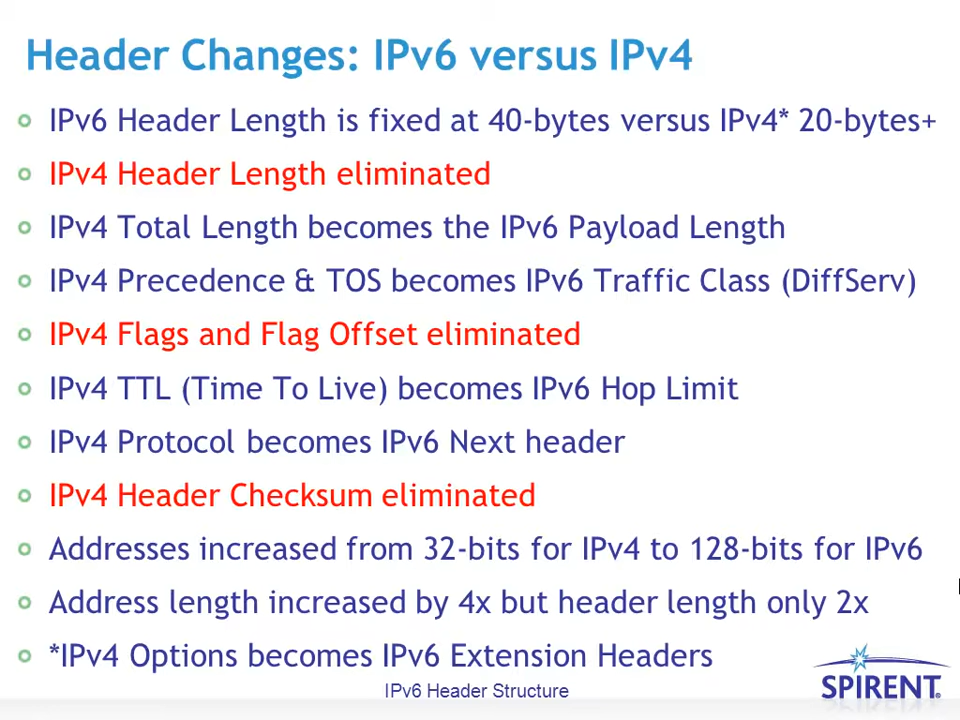 Header Changes: IPv6 versus IPv4
IPv6 Header Length is fixed at 40-bytes versus IPv4* 20-bytes+
IPv4 Header Length eliminated
IPv4 Total Length becomes the IPv6 Payload Length
IPv4 Precedence & TOS becomes IPv6 Traffic Class (DiffServ)
IPv4 Flags and Flag Offset eliminated
IPv4 TTL (Time To Live) becomes IPv6 Hop Limit
IPv4 Protocol becomes IPv6 Next header
IPv4 Header Checksum eliminated
Addresses increased from 32-bits for IPv4 to 128-bits for IPv6
Address length increased by 4x but header length only 2x
*IPv4 Options becomes IPv6 Extension Headers
IPv6 Header Structure
SPIRENT®